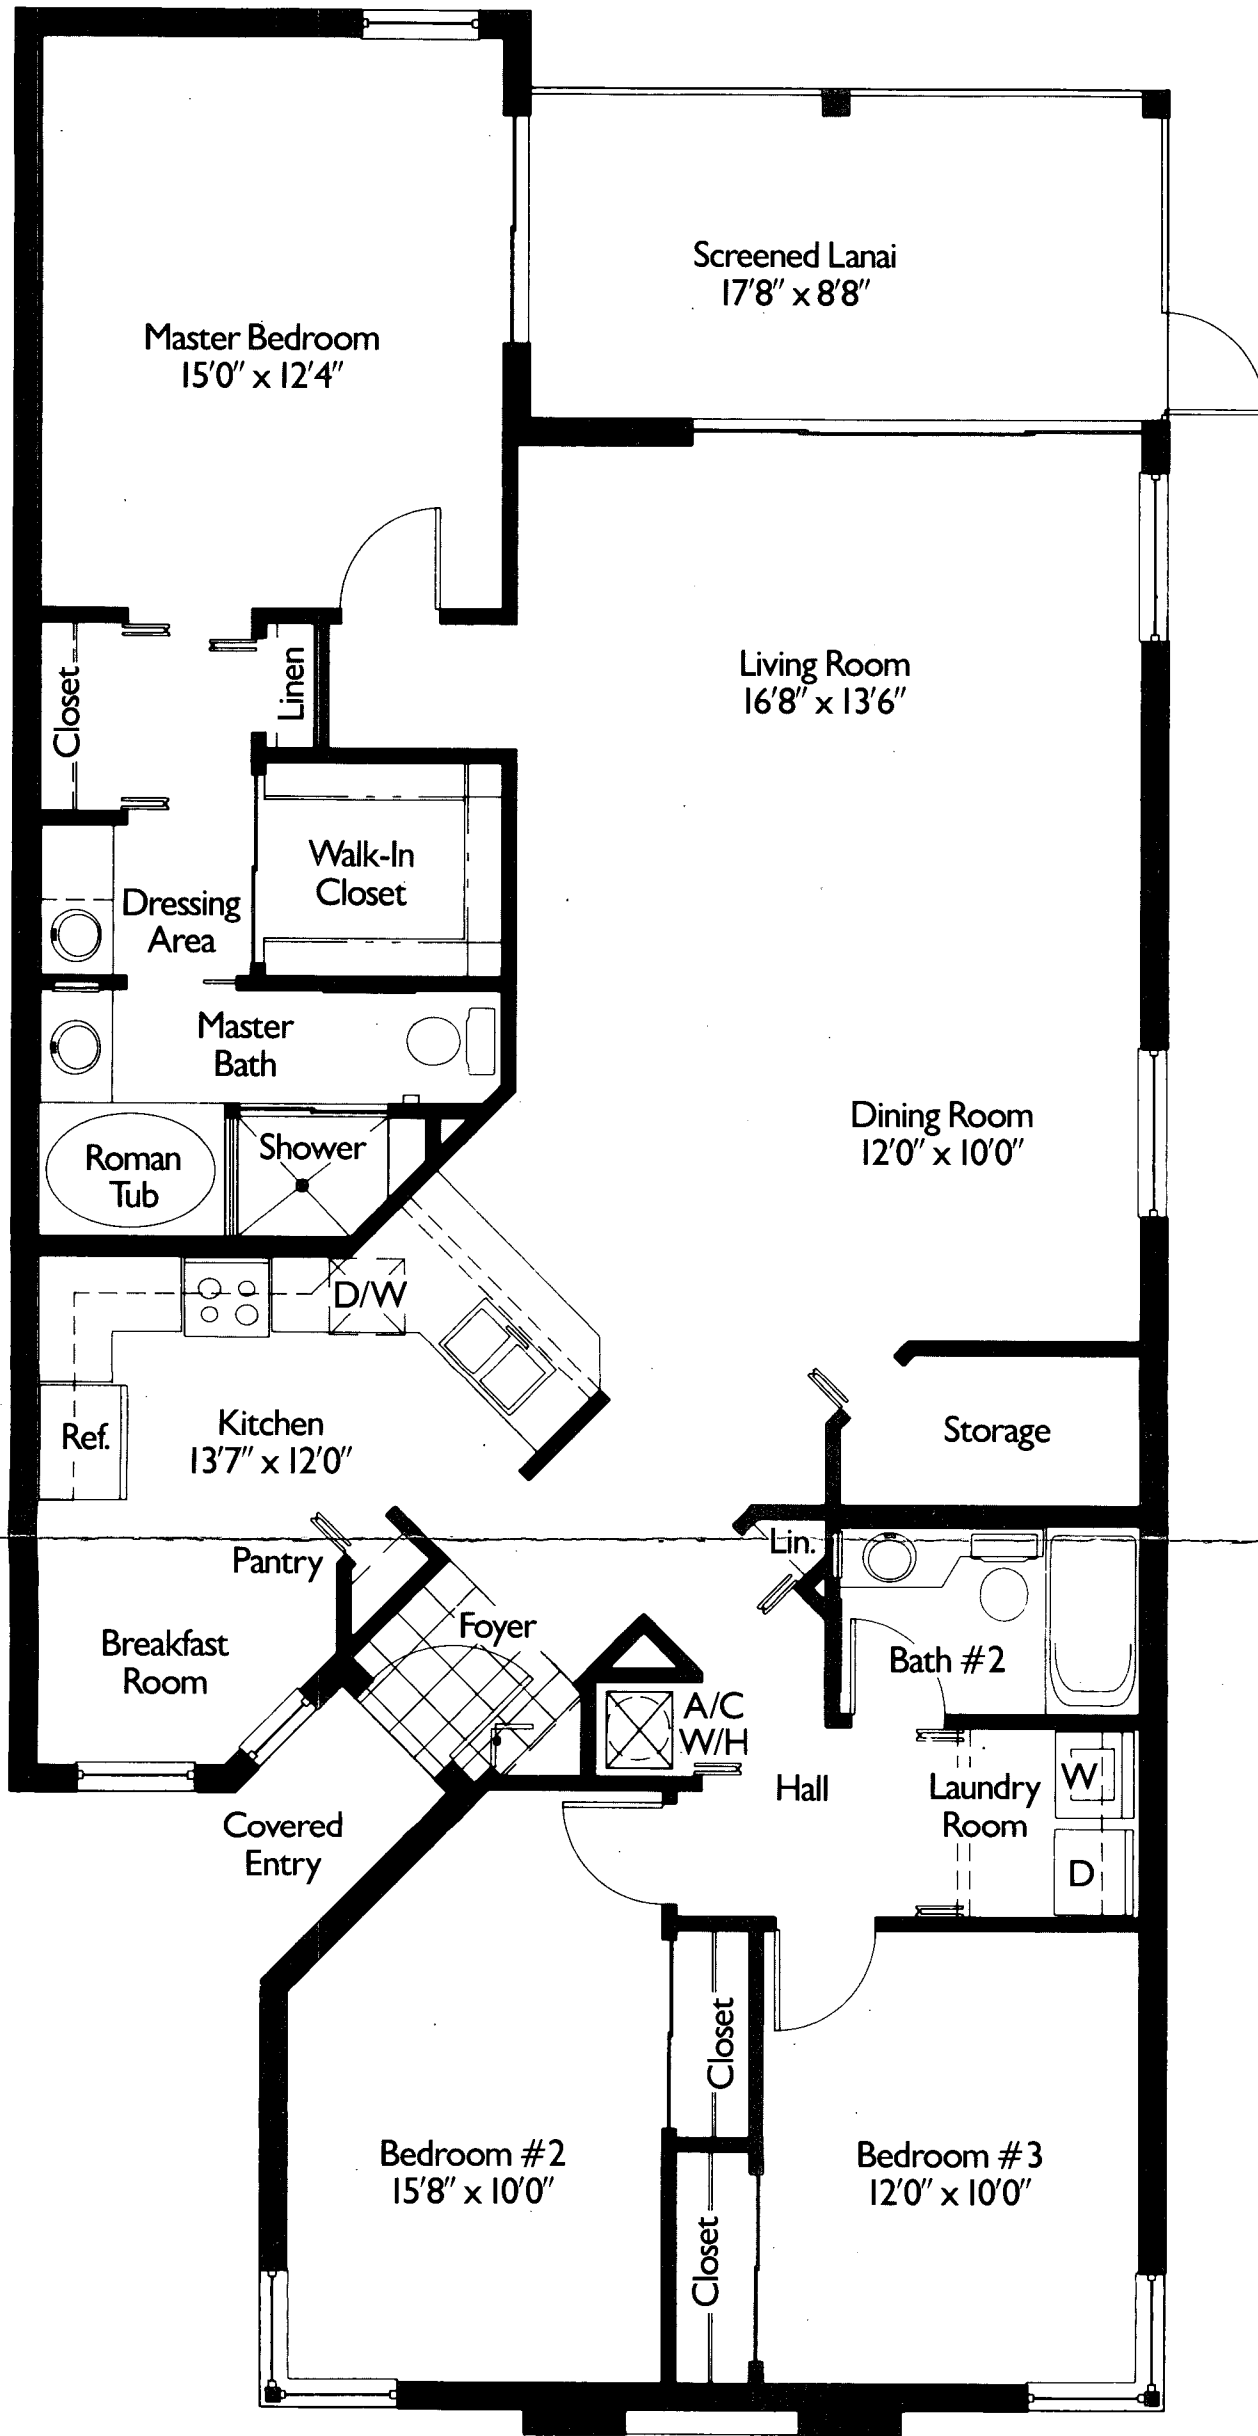 Screened Lanai
17'8" x 8'8"
Master Bedroom
15'0" x 12'4"
Closet
Linen
Living Room
16'8" x 13'6"
Walk-In
Closet
Dressing
Area
Master
Bath
Dining Room
12'0" x 10'0"
Roman
Tub
Shower
D/W
Ref.
Kitchen
13'7" x 12'0"
Storage
Pantry
Lin.
Foyer
Breakfast
Room
Bath #2
A/C
W/H
Hall
Laundry
Room
W
D
Covered
Entry
Closet
Bedroom #2
15'8" x 10'0"
Bedroom #3
12'0" x 10'0"
Closet